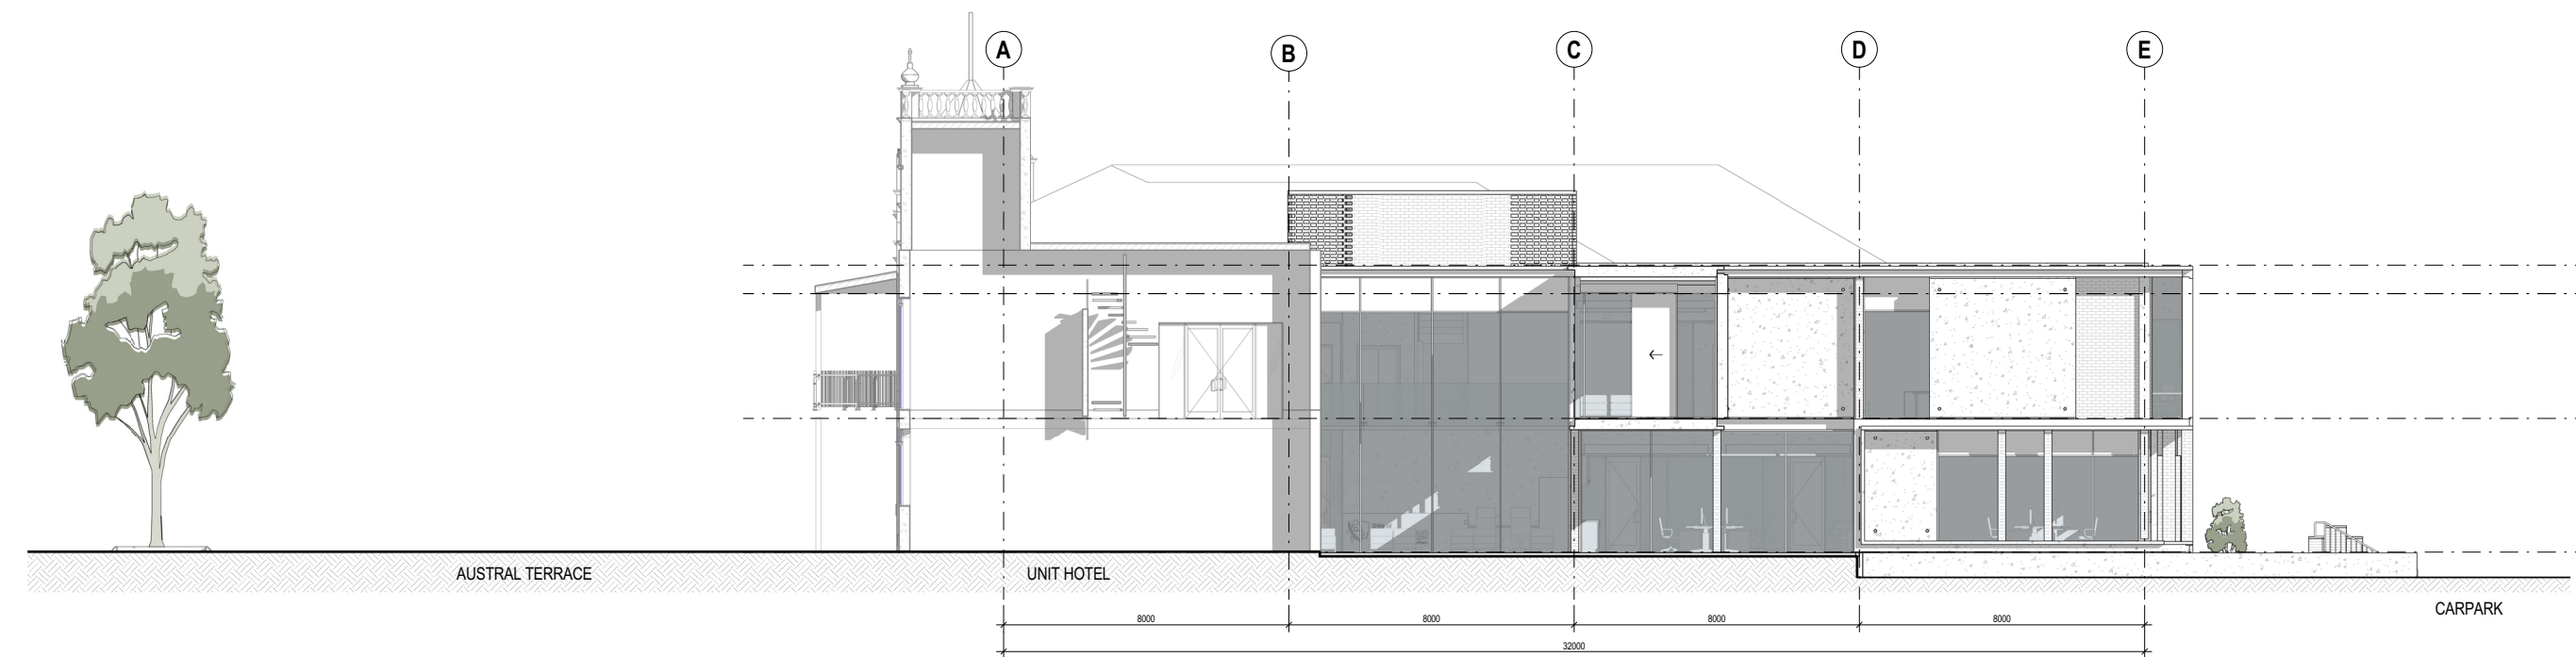 A
B
C
D
E
AUSTRAL TERRACE
UNIT HOTEL
CARPARK
8000
8000
8000
8000
32000